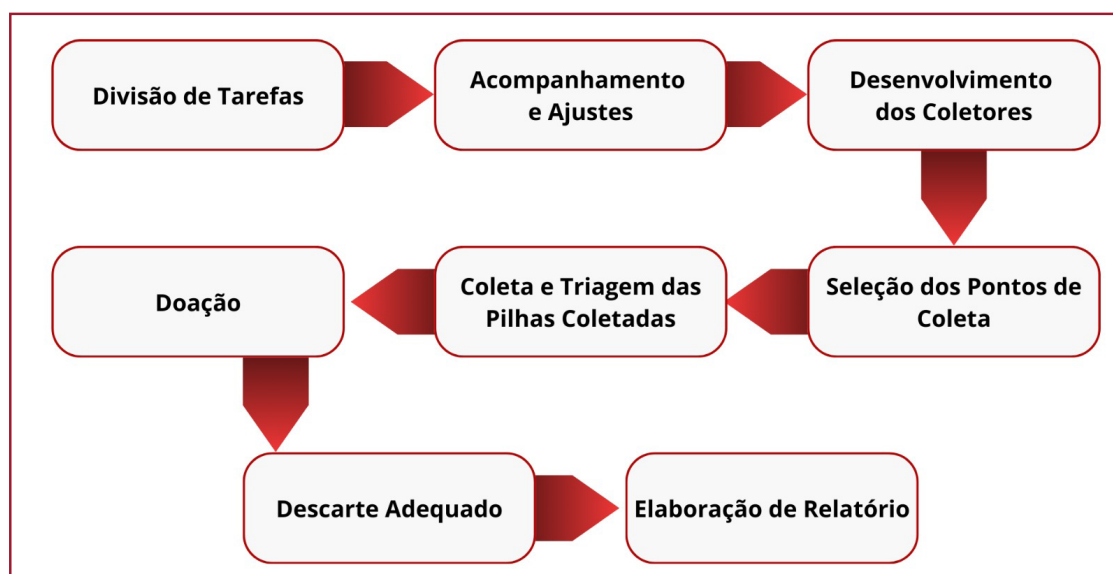 Divisão de Tarefas
Acompanhamento
e Ajustes
Desenvolvimento
dos Coletores
Seleção dos Pontos de
Coleta
Coleta e Triagem das
Pilhas Coletadas
Doação
Descarte Adequado
Elaboração de Relatório